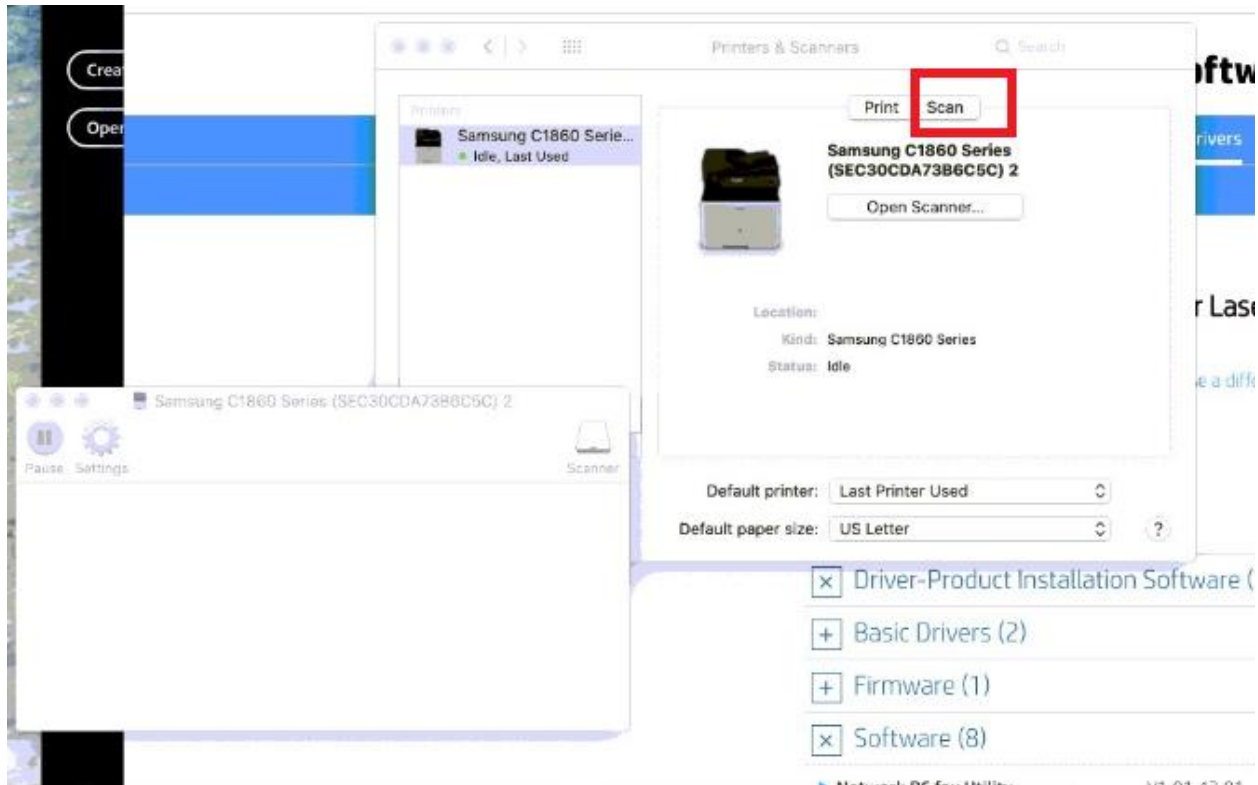 Printers & Scanners
Search
Crea
Oper
oftw
rivers
Printers
Samsung C1860 Serie...
Idle, Last Used
Print
Scan
Samsung C1860 Series
(SEC30CDA73B6C5C) 2
Open Scanner...
Location:
Kind: Samsung C1860 Series
Status: Idle
r Lase
e a diffe
Samsung C1860 Series (SEC30CDA73B6C5C) 2
Pause Settings
Scanner
Default printer: Last Printer Used
Default paper size: US Letter
?
Driver-Product Installation Software (
Basic Drivers (2)
Firmware (1)
Software (8)